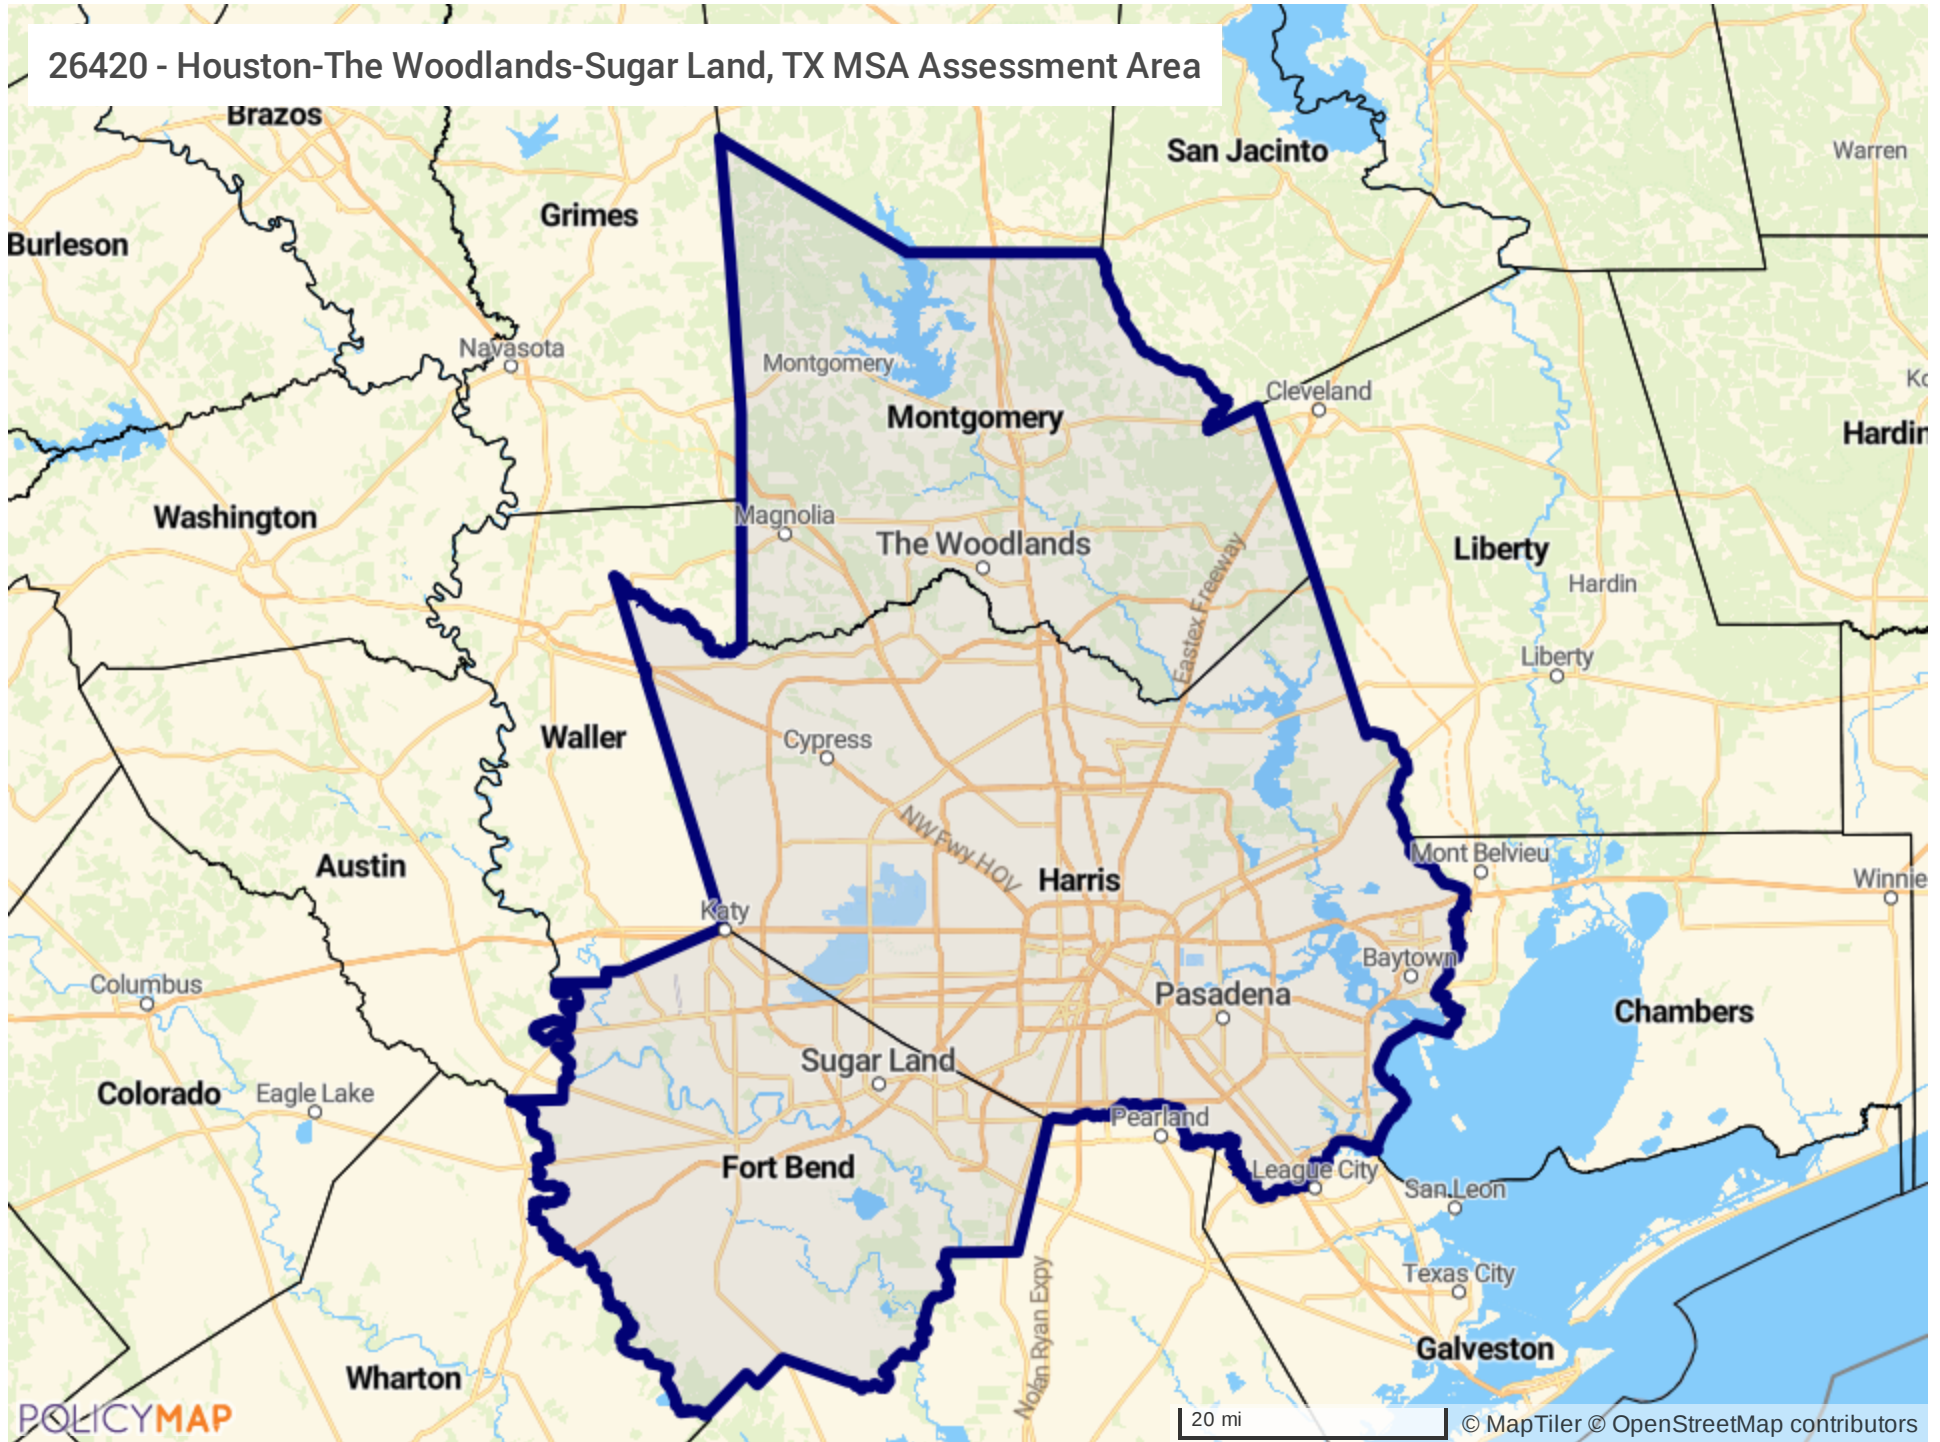 26420 - Houston-The Woodlands-Sugar Land, TX MSA Assessment Area
Brazos
San Jacinto
Warren
Grimes
Burleson
Navasota
Montgomery
Cleveland
Montgomery
Hardin
Washington
Magnolia
The Woodlands
Liberty
Hardin
Eastex Freeway
Liberty
Waller
Cypress
NW Fwy HOV
Austin
Harris
Mont Belvieu
Winnie
Katy
Baytown
Columbus
Pasadena
Chambers
Sugar Land
Colorado
Eagle Lake
Pearland
Fort Bend
League City
San Leon
Texas City
Nolan Ryan Expy
Galveston
Wharton
POLICYMAP
20 mi
© MapTiler © OpenStreetMap contributors